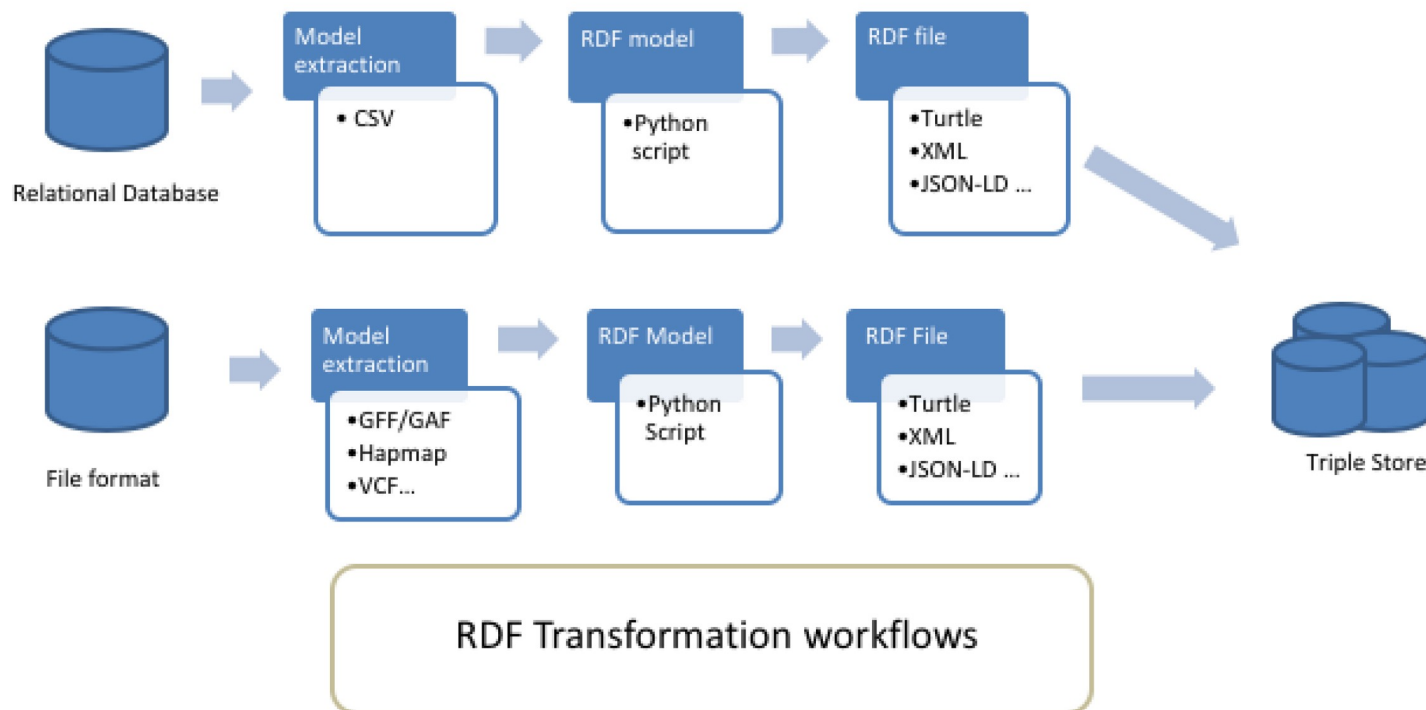 Model
extraction
• CSV
RDF model
•Python
script
RDF file
•Turtle
•XML
•JSON-LD ...
Relational Database
Model
extraction
•GFF/GAF
•Hapmap
•VCF...
RDF Model
•Python
Script
RDF File
•Turtle
•XML
•JSON-LD ...
File format
Triple Store
RDF Transformation workflows